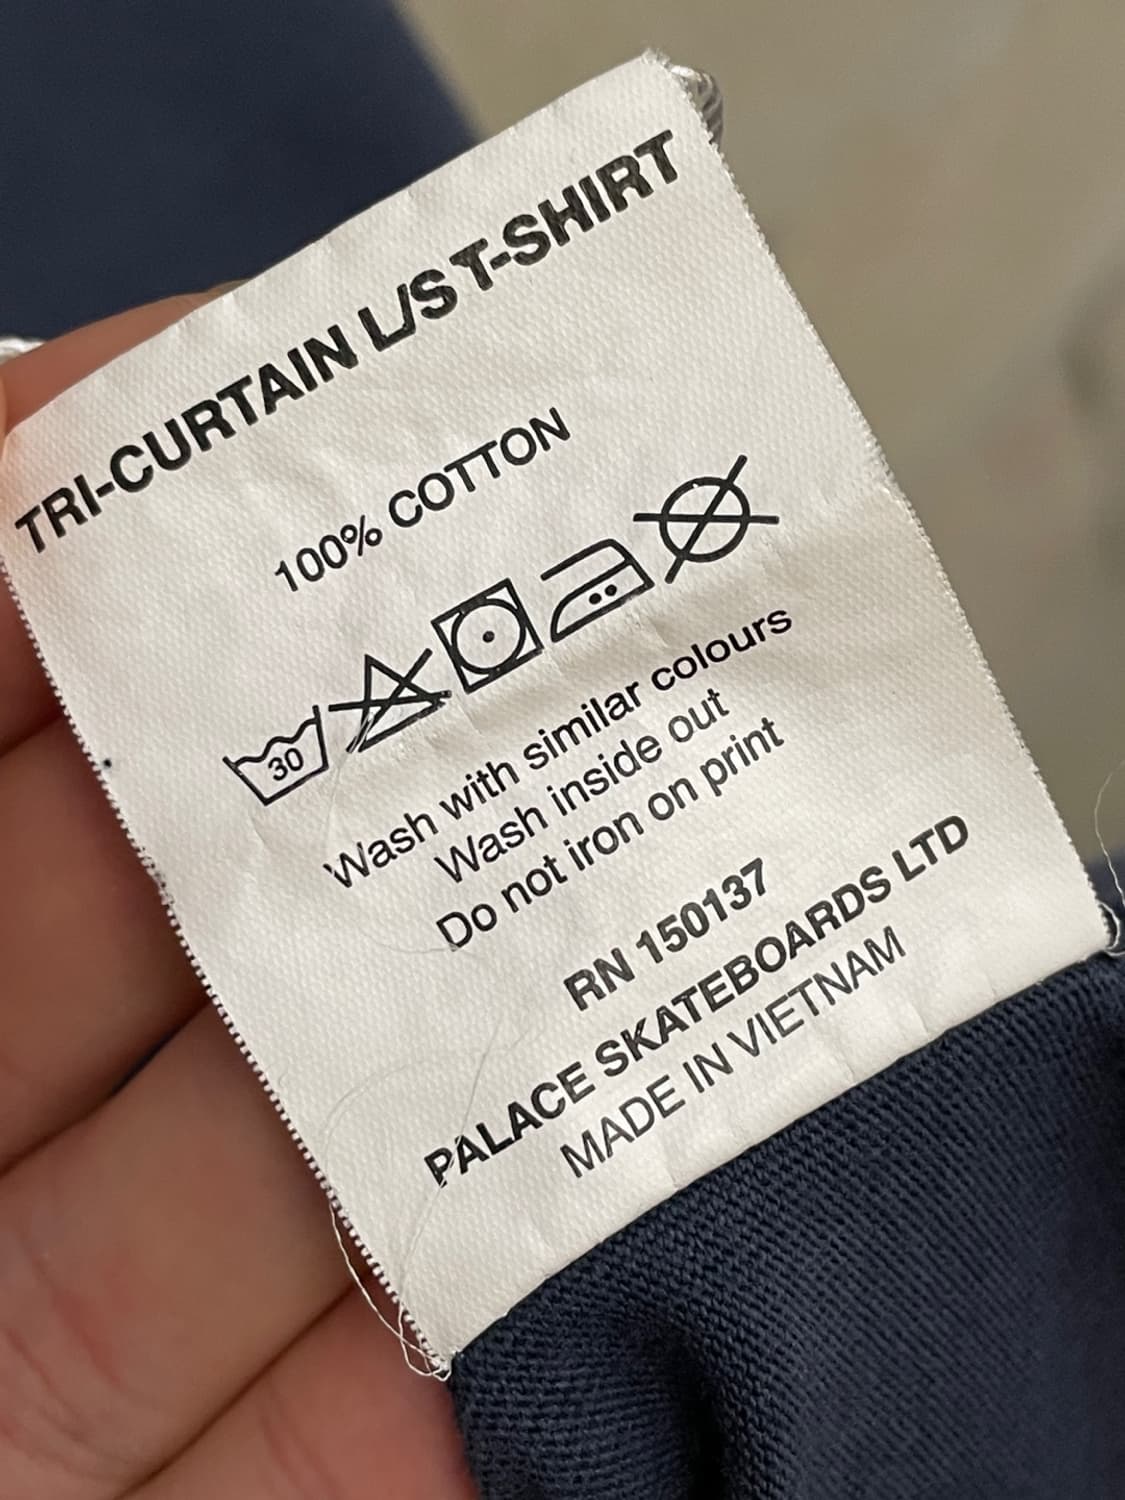 TRI-CURTAIN L/S T-SHIRT
100% COTTON
30
Wash with similar colours
Wash inside out
Do not iron on print
RN 150137
PALACE SKATEBOARDS LTD
MADE IN VIETNAM